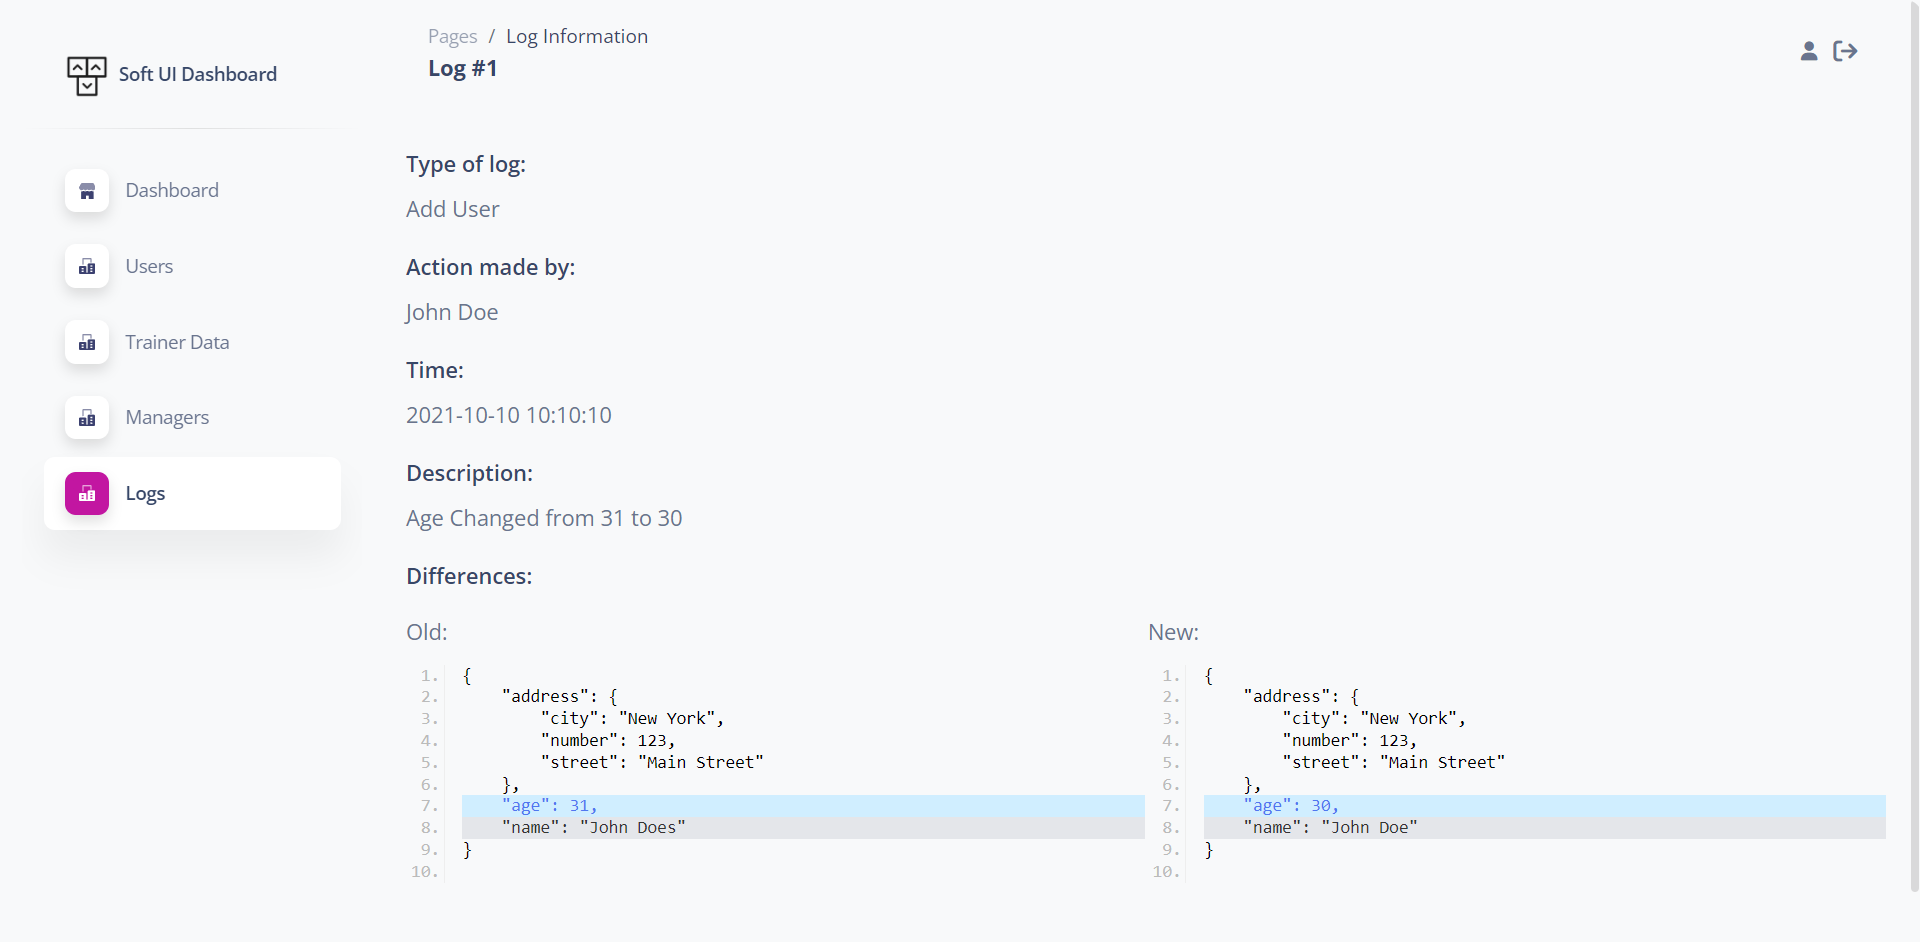 Soft UI Dashboard
Dashboard
Users
Trainer Data
Managers
Logs
Pages / Log Information
Log #1
Type of log:
Add User
Action made by:
John Doe
Time:
2021-10-10 10:10:10
Description:
Age Changed from 31 to 30
Differences:
Old:
1. {
2.     "address": {
3.         "city": "New York",
4.         "number": 123,
5.         "street": "Main Street"
6.     },
7.     "age": 31,
8.     "name": "John Does"
9. }
10.
New:
1. {
2.     "address": {
3.         "city": "New York",
4.         "number": 123,
5.         "street": "Main Street"
6.     },
7.     "age": 30,
8.     "name": "John Doe"
9. }
10.